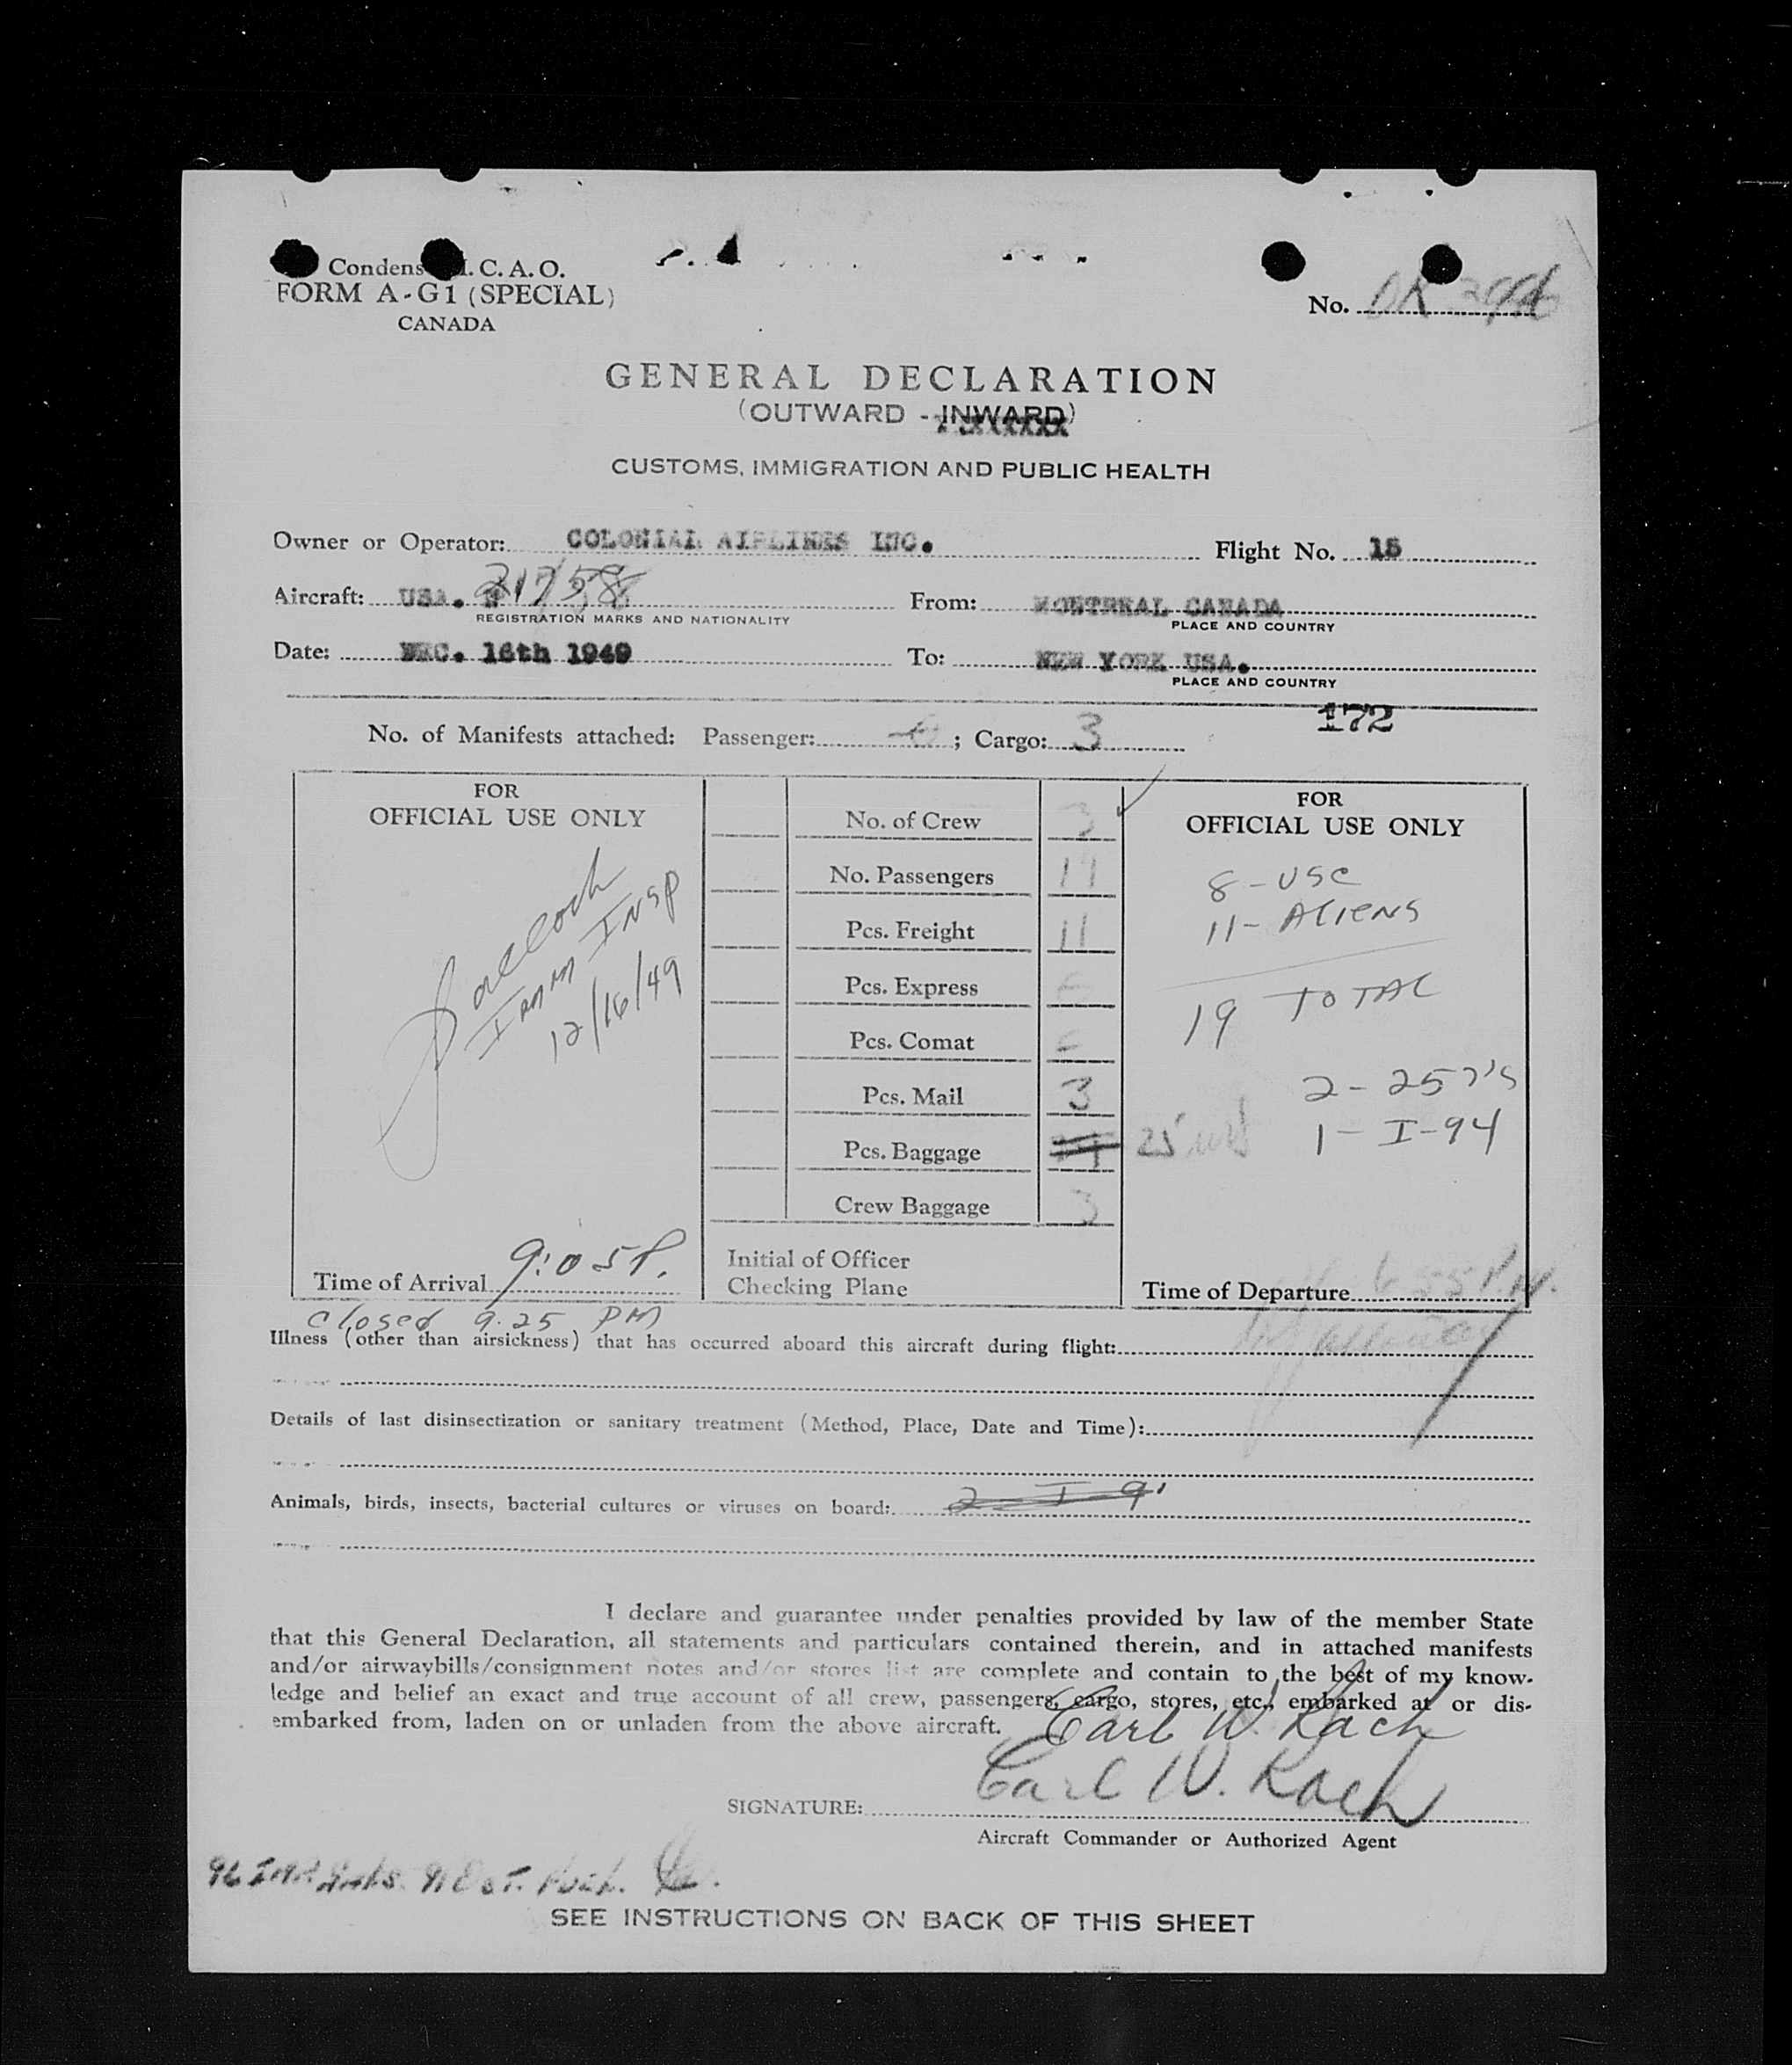 Condens I. C. A. O.
FORM A-G1 (SPECIAL)
CANADA
No.
GENERAL DECLARATION
(OUTWARD - INWARD)
CUSTOMS, IMMIGRATION AND PUBLIC HEALTH
Owner or Operator: COLONIAL AIRLINES INC. Flight No. 15
Aircraft: USA. N 21758 From: MONTREAL CANADA
REGISTRATION MARKS AND NATIONALITY PLACE AND COUNTRY
Date: DEC. 16th 1949 To: NEW YORK USA.
PLACE AND COUNTRY
172
No. of Manifests attached: Passenger: ; Cargo: 3
FOR
OFFICIAL USE ONLY
Immm Insp
12/16/49
Time of Arrival 9:05 P.
closed 9.25 PM
No. of Crew 3
No. Passengers 19
Pcs. Freight 11
Pcs. Express
Pcs. Comat
Pcs. Mail 3
Pcs. Baggage 25
Crew Baggage 3
Initial of Officer
Checking Plane
FOR
OFFICIAL USE ONLY
8 - USC
11 - ALIENS
19 TOTAL
2 - 257's
1 - I-94
Time of Departure 6 55 P.M.
Illness (other than airsickness) that has occurred aboard this aircraft during flight:
Details of last disinsectization or sanitary treatment (Method, Place, Date and Time):
Animals, birds, insects, bacterial cultures or viruses on board: 2 - I - 9'
I declare and guarantee under penalties provided by law of the member State
that this General Declaration, all statements and particulars contained therein, and in attached manifests
and/or airwaybills/consignment notes and/or stores list are complete and contain to the best of my know-
ledge and belief an exact and true account of all crew, passengers, cargo, stores, etc., embarked at or dis-
embarked from, laden on or unladen from the above aircraft.
Earl W. Kach
Earl W. Kach
SIGNATURE:
Aircraft Commander or Authorized Agent
SEE INSTRUCTIONS ON BACK OF THIS SHEET